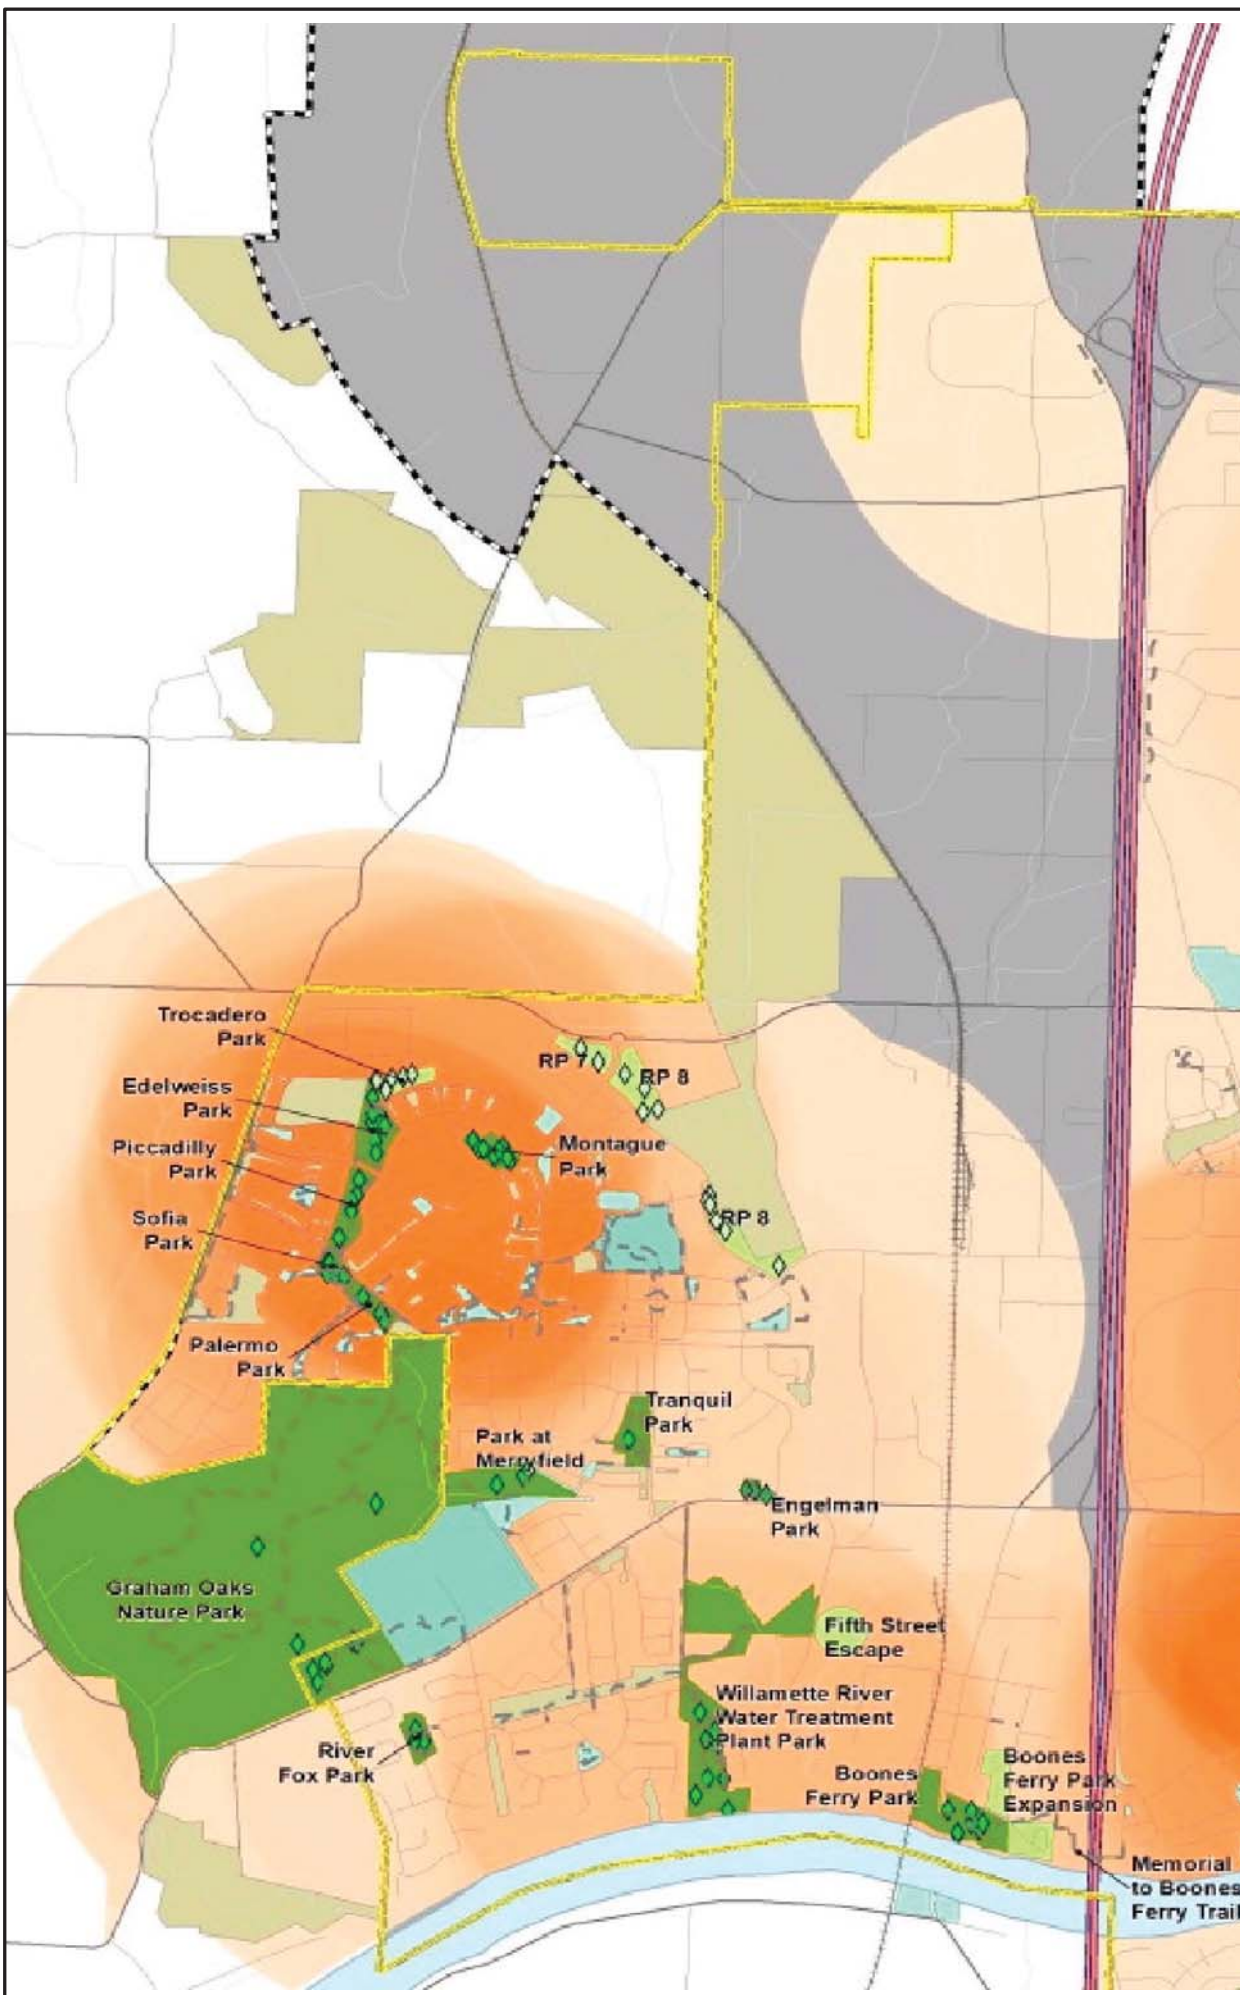 Trocadero
Park
RP 7
RP 8
Edelweiss
Park
Piccadilly
Park
Montague
Park
Sofia
Park
RP 8
Palermo
Park
Tranquil
Park
Park at
Merryfield
Engelman
Park
Graham Oaks
Nature Park
Fifth Street
Escape
Willamette River
Water Treatment
Plant Park
River
Fox Park
Boones
Ferry Park
Boones
Ferry Park
Expansion
Memorial
to Boones
Ferry Trail